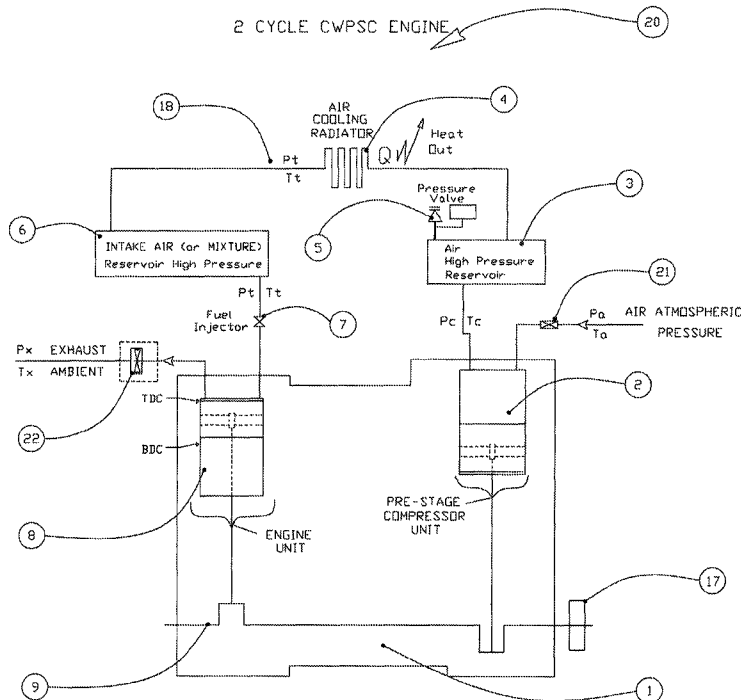 2 CYCLE CWPSC ENGINE
20
18
AIR
COOLING
RADIATOR
4
Q
Heat
Out
Pt
Tt
Pressure
Valve
3
6
5
INTAKE AIR (or MIXTURE)
Reservoir High Pressure
Air
High Pressure
Reservoir
21
Pt Tt
Fuel
Injector
7
Pc Tc
Pa
Ta
AIR ATMOSPHERIC
PRESSURE
Px EXHAUST
Tx AMBIENT
22
TDC
BDC
2
8
ENGINE
UNIT
PRE-STAGE
COMPRESSOR
UNIT
17
9
1